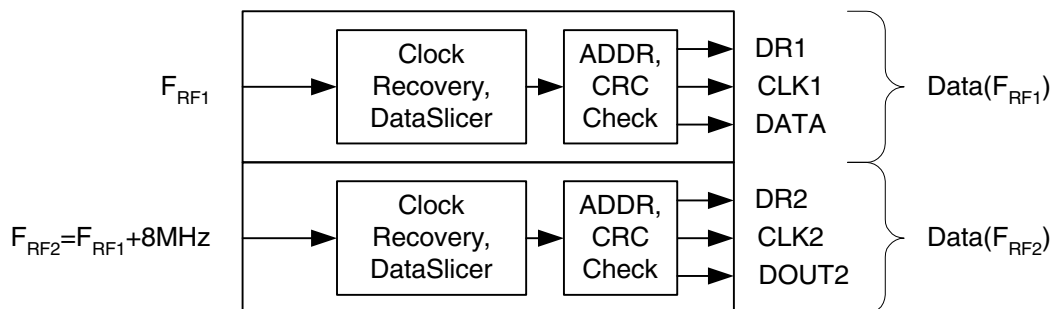 F_RF1
Clock
Recovery,
DataSlicer
ADDR,
CRC
Check
DR1
CLK1
DATA
Data(F_RF1)
F_RF2=F_RF1+8MHz
Clock
Recovery,
DataSlicer
ADDR,
CRC
Check
DR2
CLK2
DOUT2
Data(F_RF2)